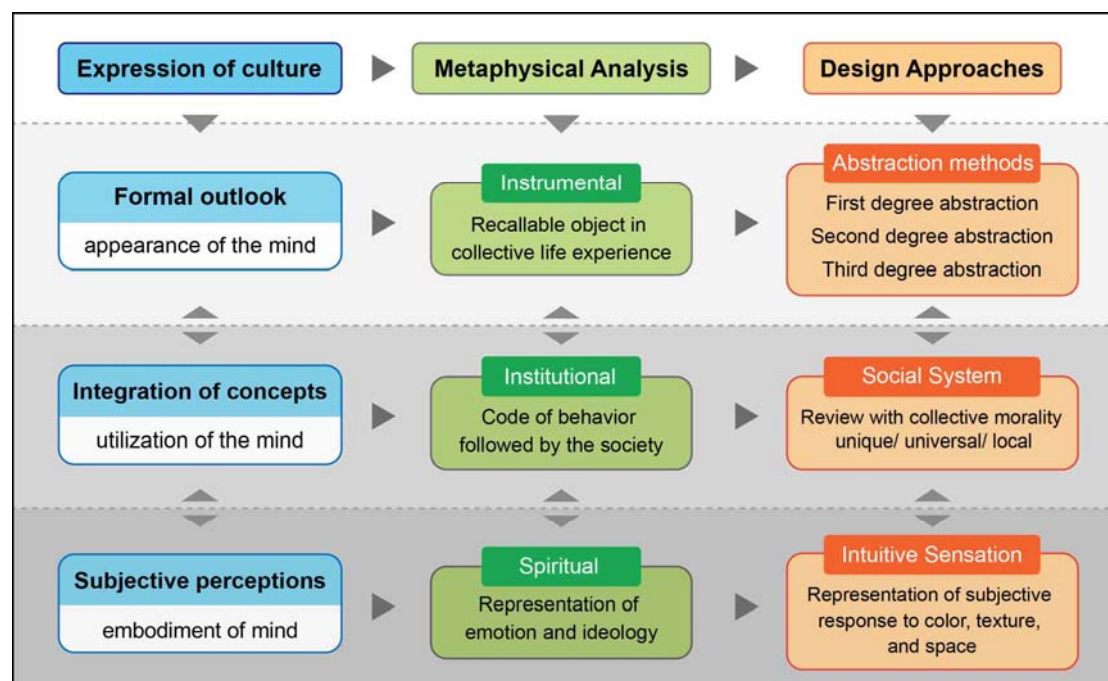 Expression of culture
Metaphysical Analysis
Design Approaches
Formal outlook
appearance of the mind
Instrumental
Recallable object in
collective life experience
Abstraction methods
First degree abstraction
Second degree abstraction
Third degree abstraction
Integration of concepts
utilization of the mind
Institutional
Code of behavior
followed by the society
Social System
Review with collective morality
unique/ universal/ local
Subjective perceptions
embodiment of mind
Spiritual
Representation of
emotion and ideology
Intuitive Sensation
Representation of subjective
response to color, texture,
and space